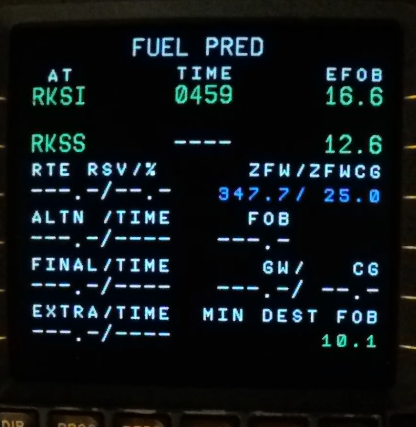 FUEL PRED
AT TIME EFOB
RKSI 0459 16.6
RKSS ---- 12.6
RTE RSV/% ZFW/ZFWCG
---.-/--.- 347.7/ 25.0
ALTN /TIME FOB
---.-/---- ---.-
FINAL/TIME GW/ CG
---.-/---- ---.-/ --.-
EXTRA/TIME MIN DEST FOB
---.-/---- 10.1
DIR